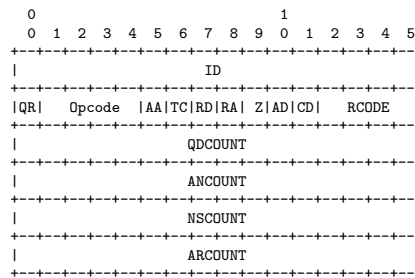 0                             1
0  1  2  3  4  5  6  7  8  9  0  1  2  3  4  5
+--+--+--+--+--+--+--+--+--+--+--+--+--+--+--+--
|                      ID
+--+--+--+--+--+--+--+--+--+--+--+--+--+--+--+--
|QR|   Opcode  |AA|TC|RD|RA| Z|AD|CD|   RCODE
+--+--+--+--+--+--+--+--+--+--+--+--+--+--+--+--
|                    QDCOUNT
+--+--+--+--+--+--+--+--+--+--+--+--+--+--+--+--
|                    ANCOUNT
+--+--+--+--+--+--+--+--+--+--+--+--+--+--+--+--
|                    NSCOUNT
+--+--+--+--+--+--+--+--+--+--+--+--+--+--+--+--
|                    ARCOUNT
+--+--+--+--+--+--+--+--+--+--+--+--+--+--+--+--